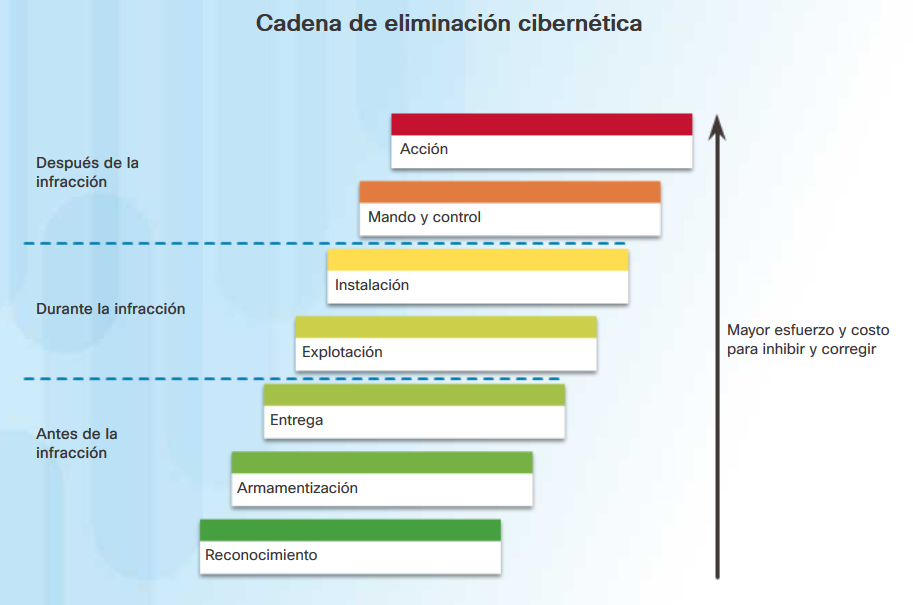 Cadena de eliminación cibernética
Después de la
infracción
Acción
Mando y control
Durante la infracción
Instalación
Explotación
Antes de la
infracción
Entrega
Armamentización
Reconocimiento
Mayor esfuerzo y costo
para inhibir y corregir